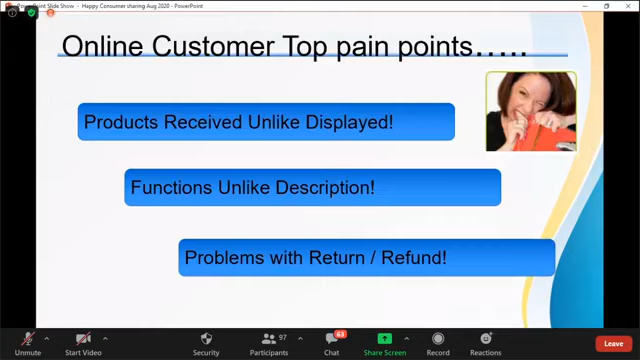 PowerPoint Slide Show - Happy Consumer sharing Aug 2020 - PowerPoint
Online Customer Top pain points…..
Products Received Unlike Displayed!
Functions Unlike Description!
Problems with Return / Refund!
63
97
Unmute
Start Video
Security
Participants
Chat
Share Screen
Record
Reactions
Leave